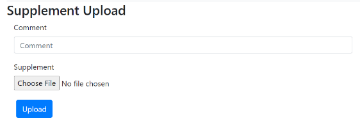 Supplement Upload
Comment
Comment
Supplement
Choose File No file chosen
Upload